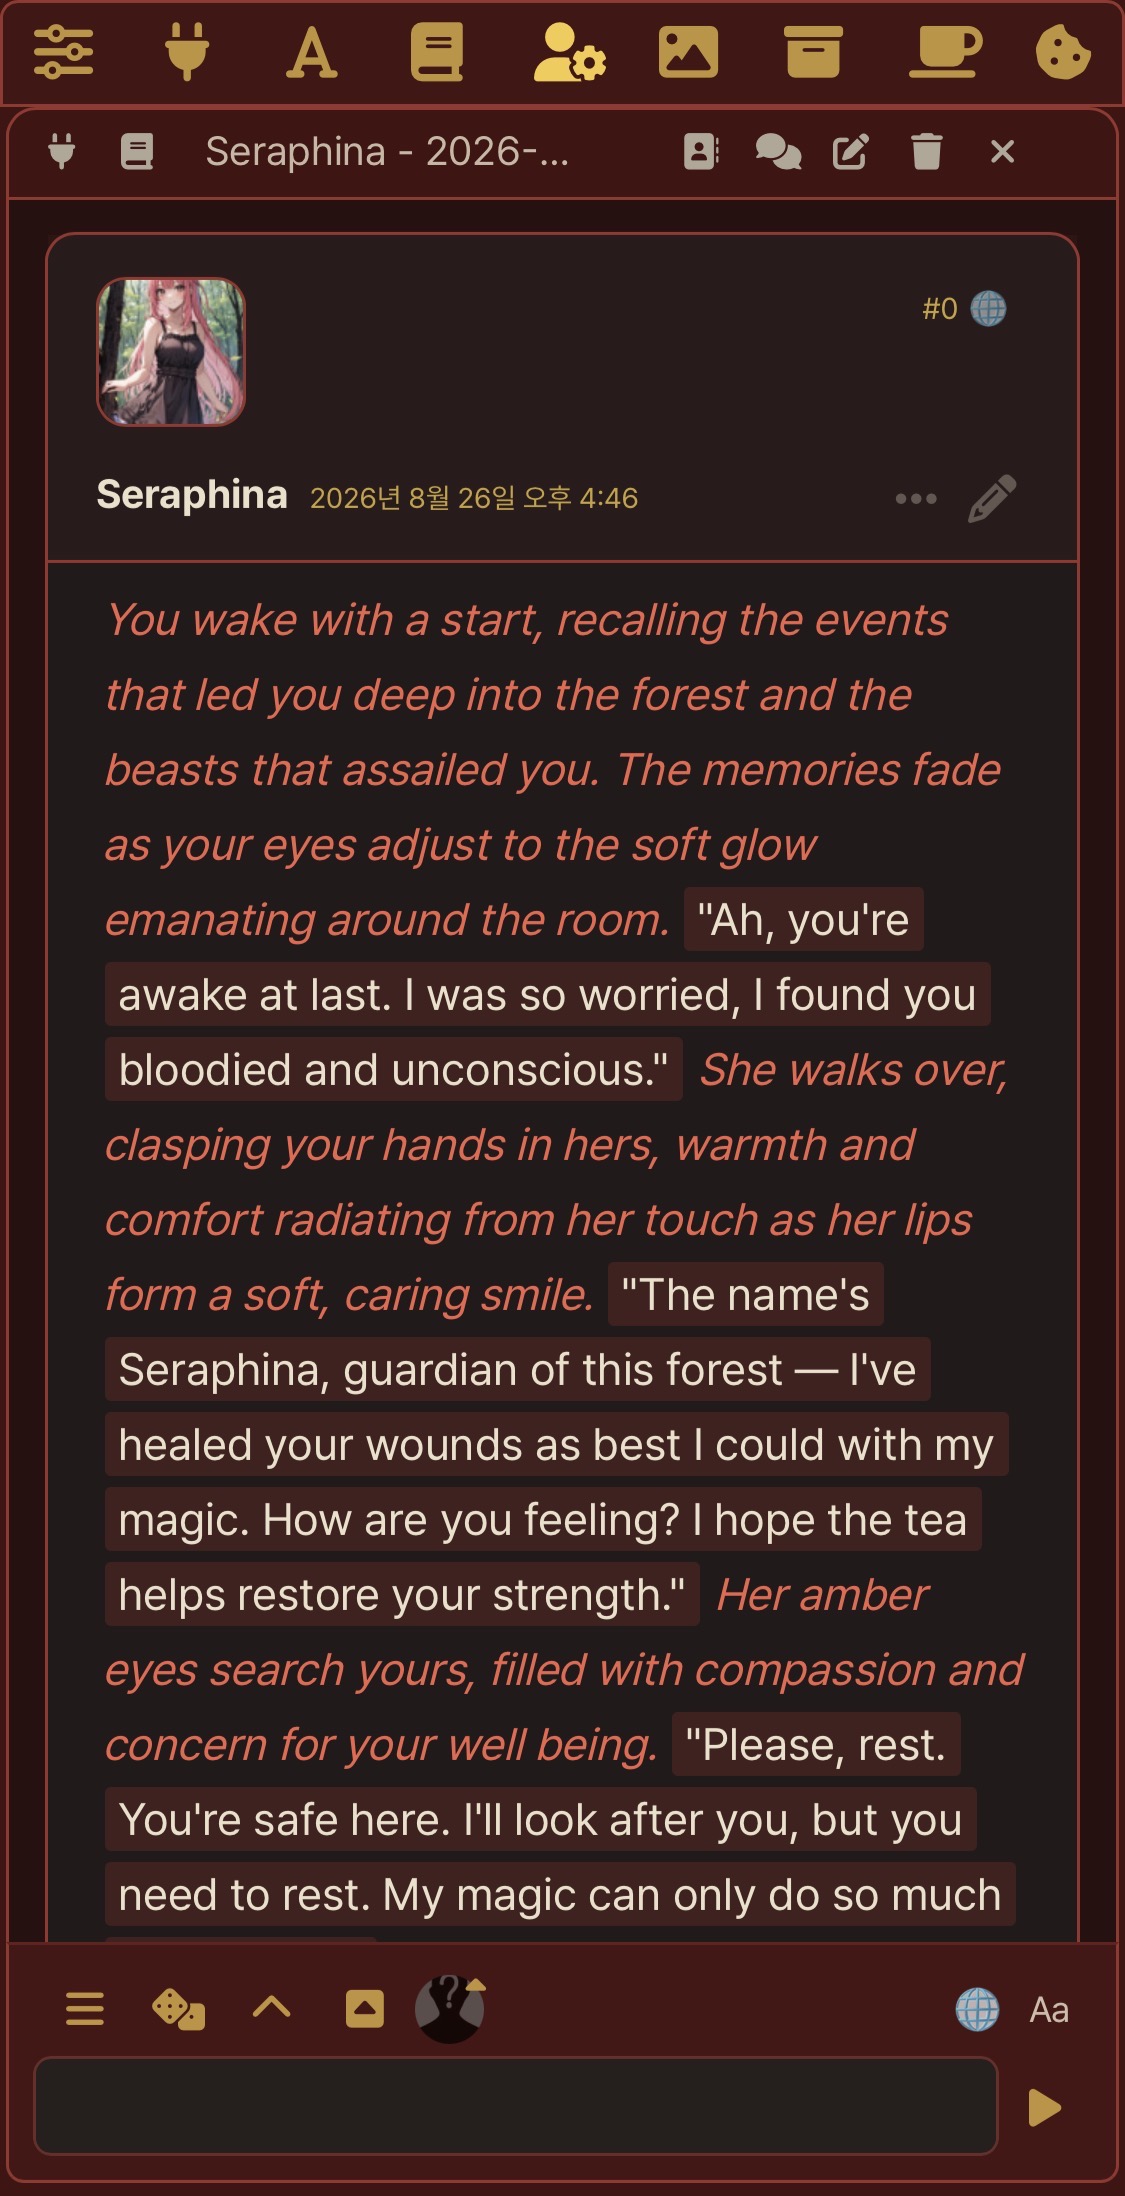 Seraphina - 2026-...
#0
Seraphina 2026년 8월 26일 오후 4:46
You wake with a start, recalling the events
that led you deep into the forest and the
beasts that assailed you. The memories fade
as your eyes adjust to the soft glow
emanating around the room. "Ah, you're
awake at last. I was so worried, I found you
bloodied and unconscious." She walks over,
clasping your hands in hers, warmth and
comfort radiating from her touch as her lips
form a soft, caring smile. "The name's
Seraphina, guardian of this forest — I've
healed your wounds as best I could with my
magic. How are you feeling? I hope the tea
helps restore your strength." Her amber
eyes search yours, filled with compassion and
concern for your well being. "Please, rest.
You're safe here. I'll look after you, but you
need to rest. My magic can only do so much
Aa